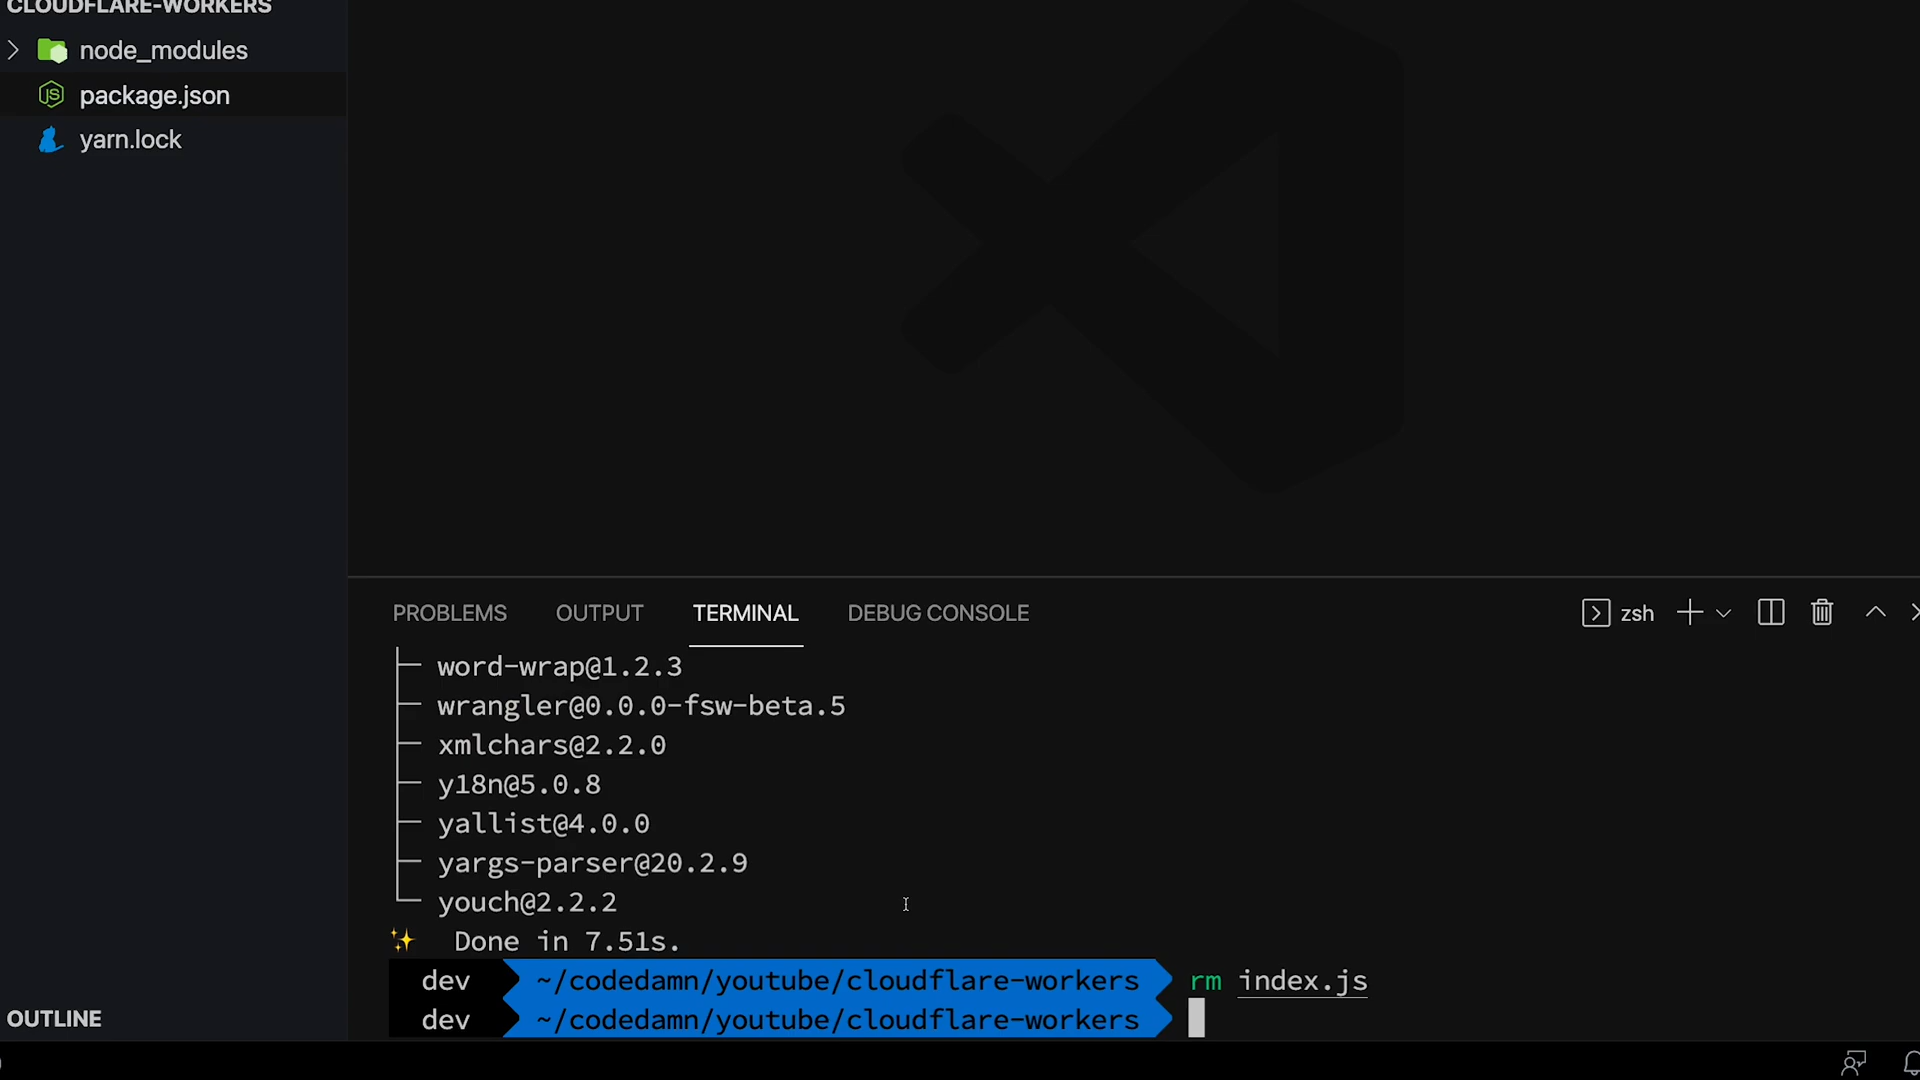 CLOUDFLARE-WORKERS
node_modules
package.json
yarn.lock
OUTLINE
PROBLEMS OUTPUT TERMINAL DEBUG CONSOLE zsh
word-wrap@1.2.3
wrangler@0.0.0-fsw-beta.5
xmlchars@2.2.0
y18n@5.0.8
yallist@4.0.0
yargs-parser@20.2.9
youch@2.2.2
✨ Done in 7.51s.
dev ~/codedamn/youtube/cloudflare-workers rm index.js
dev ~/codedamn/youtube/cloudflare-workers